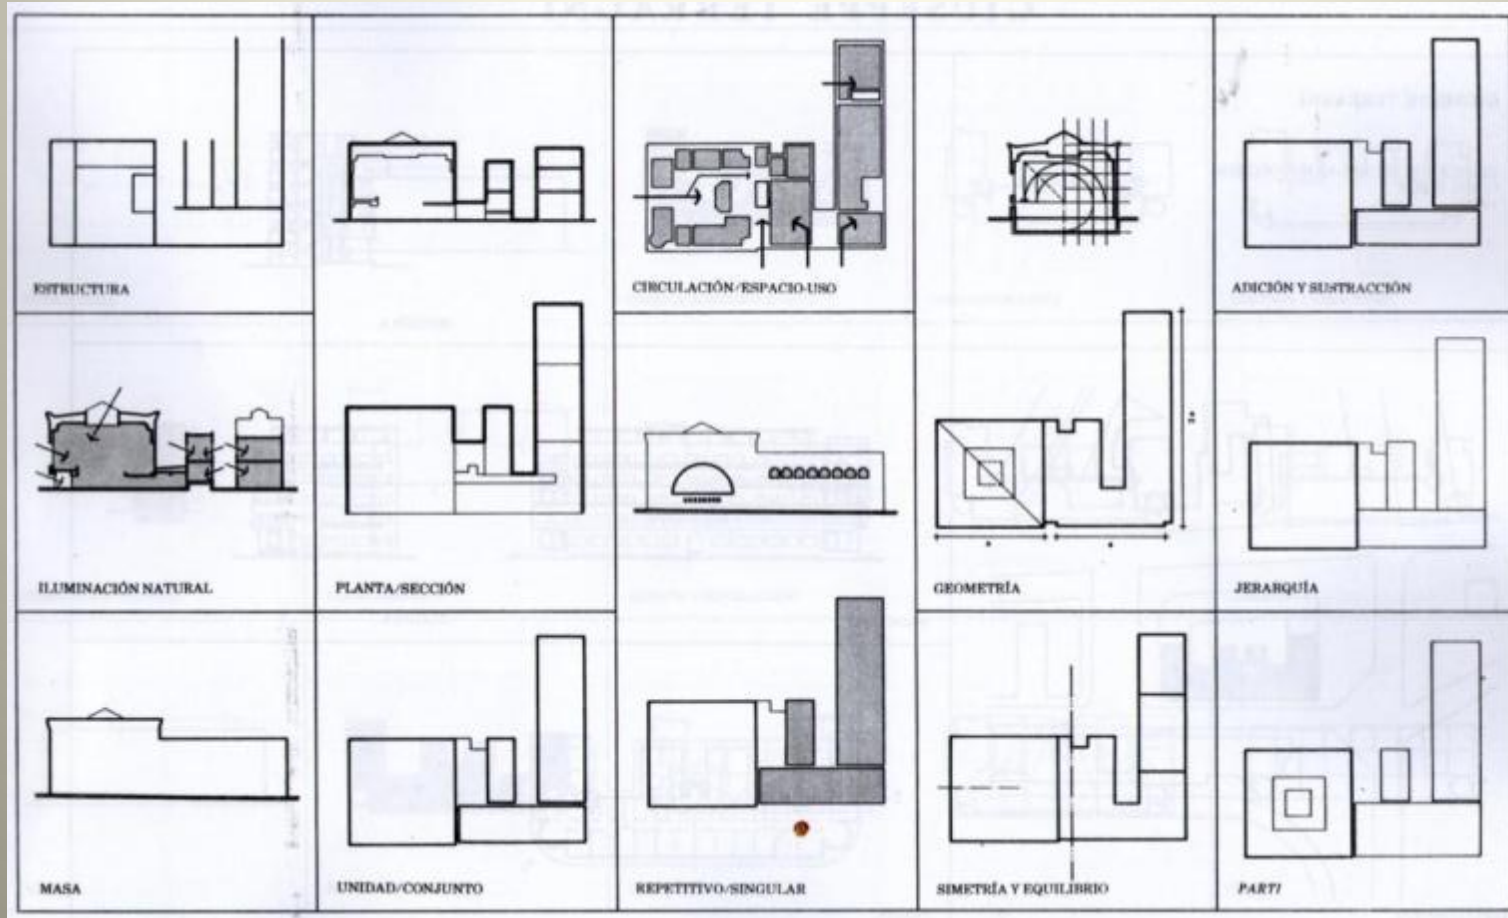 ESTRUCTURA
CIRCULACIÓN/ESPACIO-USO
ADICIÓN Y SUSTRACCIÓN
ILUMINACIÓN NATURAL
PLANTA/SECCIÓN
GEOMETRÍA
JERARQUÍA
MASA
UNIDAD/CONJUNTO
REPETITIVO/SINGULAR
SIMETRÍA Y EQUILIBRIO
PARTI